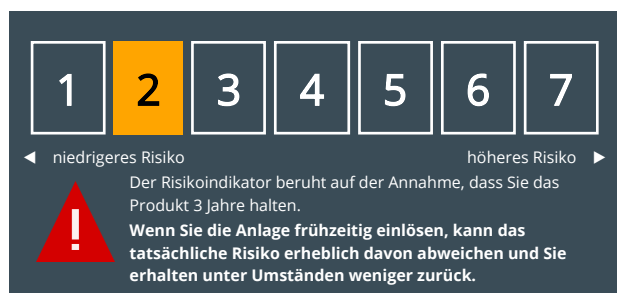 1 2 3 4 5 6 7
◄ niedrigeres Risiko höheres Risiko ►
Der Risikoindikator beruht auf der Annahme, dass Sie das
Produkt 3 Jahre halten.
!
Wenn Sie die Anlage frühzeitig einlösen, kann das
tatsächliche Risiko erheblich davon abweichen und Sie
erhalten unter Umständen weniger zurück.